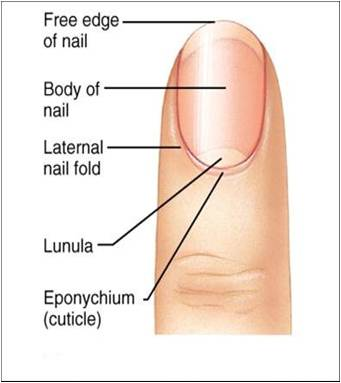 Free edge
of nail
Body of
nail
Laternal
nail fold
Lunula
Eponychium
(cuticle)